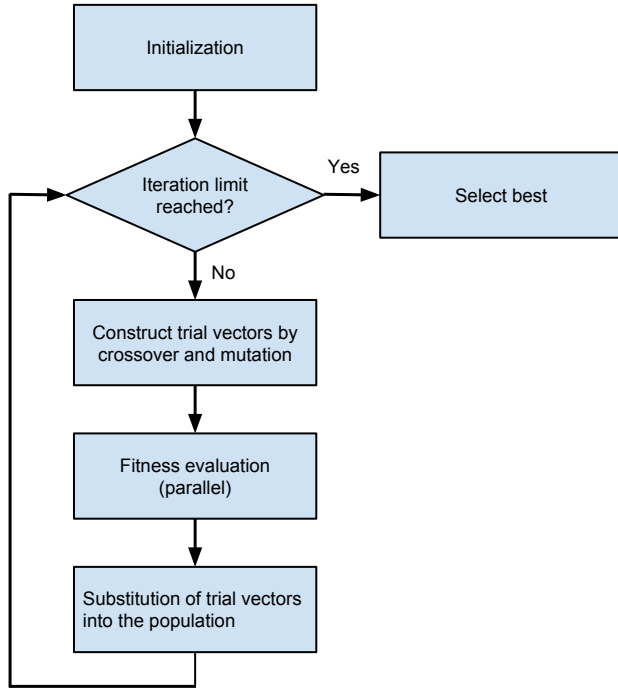 Initialization
Iteration limit
reached?
Yes
Select best
No
Construct trial vectors by
crossover and mutation
Fitness evaluation
(parallel)
Substitution of trial vectors
into the population